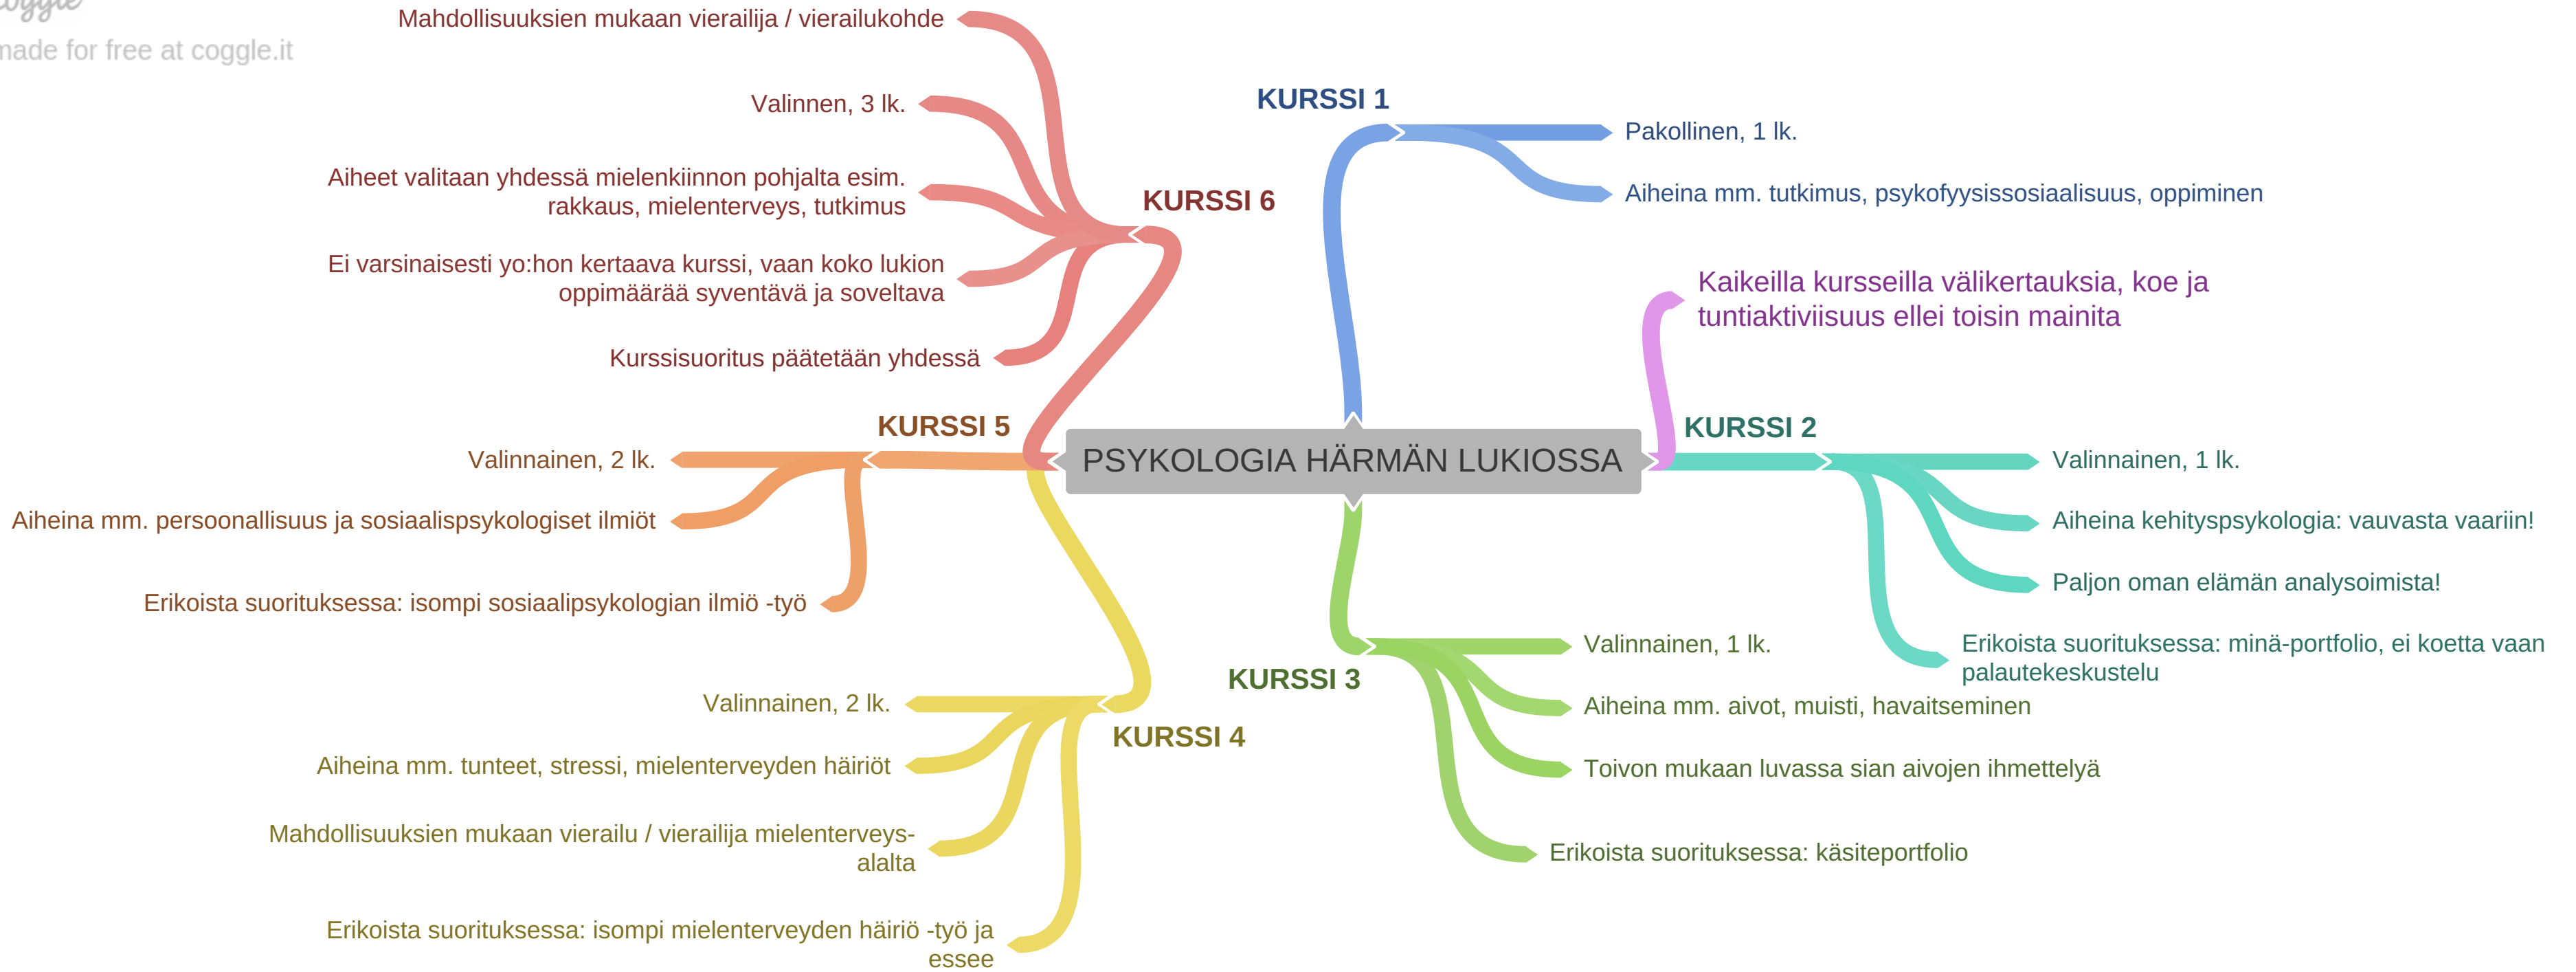 made for free at coggle.it
PSYKOLOGIA HÄRMÄN LUKIOSSA
KURSSI 1
Pakollinen, 1 lk.
Aiheina mm. tutkimus, psykofyysissosiaalisuus, oppiminen
Kaikeilla kursseilla välikertauksia, koe ja
tuntiaktiviisuus ellei toisin mainita
KURSSI 2
Valinnainen, 1 lk.
Aiheina kehityspsykologia: vauvasta vaariin!
Paljon oman elämän analysoimista!
Erikoista suorituksessa: minä-portfolio, ei koetta vaan
palautekeskustelu
KURSSI 3
Valinnainen, 1 lk.
Aiheina mm. aivot, muisti, havaitseminen
Toivon mukaan luvassa sian aivojen ihmettelyä
Erikoista suorituksessa: käsiteportfolio
KURSSI 4
Valinnainen, 2 lk.
Aiheina mm. tunteet, stressi, mielenterveyden häiriöt
Mahdollisuuksien mukaan vierailu / vierailija mielenterveys-
alalta
Erikoista suorituksessa: isompi mielenterveyden häiriö -työ ja
essee
KURSSI 5
Valinnainen, 2 lk.
Aiheina mm. persoonallisuus ja sosiaalispsykologiset ilmiöt
Erikoista suorituksessa: isompi sosiaalipsykologian ilmiö -työ
KURSSI 6
Mahdollisuuksien mukaan vierailija / vierailukohde
Valinnen, 3 lk.
Aiheet valitaan yhdessä mielenkiinnon pohjalta esim.
rakkaus, mielenterveys, tutkimus
Ei varsinaisesti yo:hon kertaava kurssi, vaan koko lukion
oppimäärää syventävä ja soveltava
Kurssisuoritus päätetään yhdessä